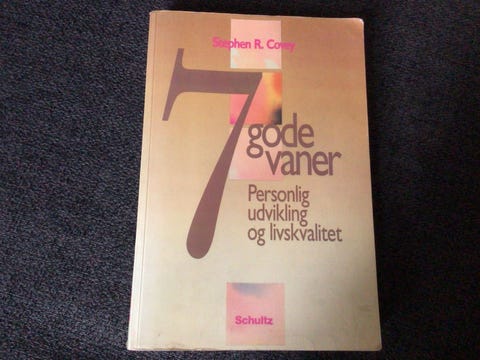 Stephen R. Covey
7
gode
vaner
Personlig
udvikling
og livskvalitet
Schultz